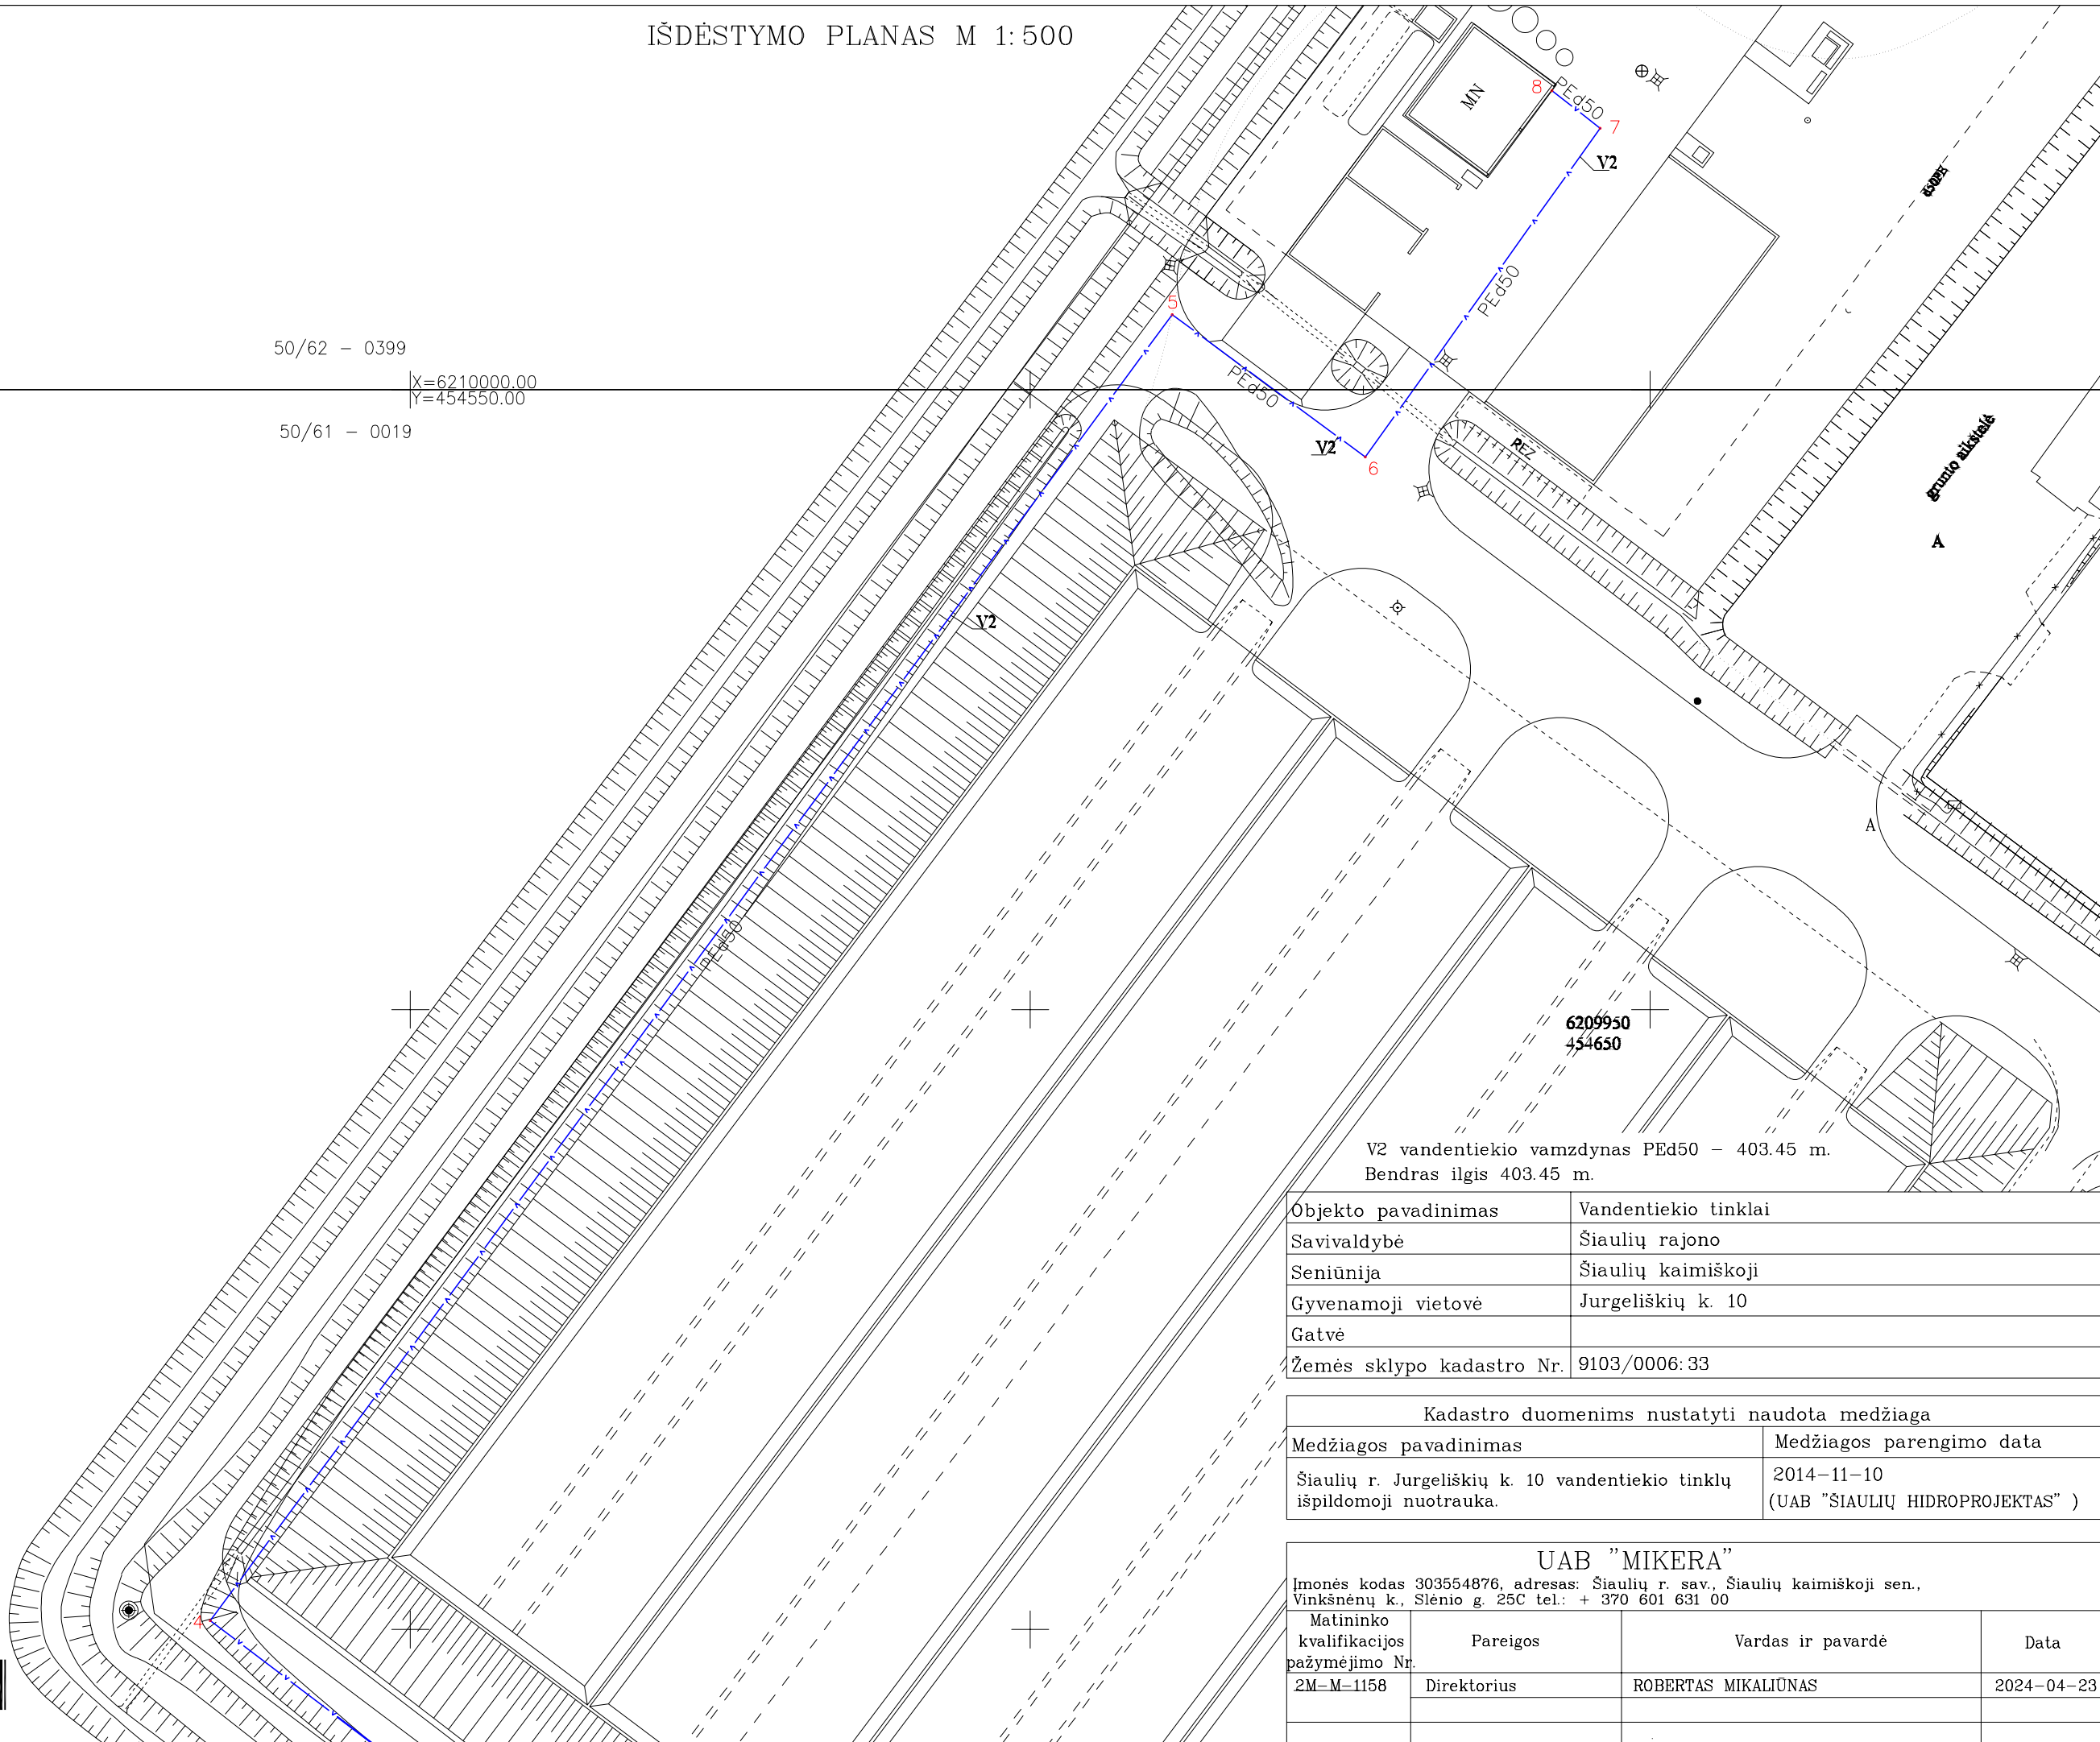 IŠDĖSTYMO PLANAS M 1:500
8
PEd50
7
MN
V2
d50PE
PEd50
5
50/62 - 0399
X=6210000.00
Y=454550.00
50/61 - 0019
PEd50
V2
6
REZ
grunto aikštelė
A
V2
A
PEd50
6209950
454650
V2 vandentiekio vamzdynas PEd50 - 403.45 m.
Bendras ilgis 403.45 m.
Objekto pavadinimas Vandentiekio tinklai
Savivaldybė Šiaulių rajono
Seniūnija Šiaulių kaimiškoji
Gyvenamoji vietovė Jurgeliškių k. 10
Gatvė
Žemės sklypo kadastro Nr. 9103/0006:33
Kadastro duomenims nustatyti naudota medžiaga
Medžiagos pavadinimas Medžiagos parengimo data
Šiaulių r. Jurgeliškių k. 10 vandentiekio tinklų 2014-11-10
išpildomoji nuotrauka. (UAB "ŠIAULIŲ HIDROPROJEKTAS" )
UAB "MIKERA"
Įmonės kodas 303554876, adresas: Šiaulių r. sav., Šiaulių kaimiškoji sen.,
Vinkšnėnų k., Slėnio g. 25C tel.: + 370 601 631 00
4
Matininko
kvalifikacijos Pareigos Vardas ir pavardė Data
pažymėjimo Nr.
2M-M-1158 Direktorius ROBERTAS MIKALIŪNAS 2024-04-23